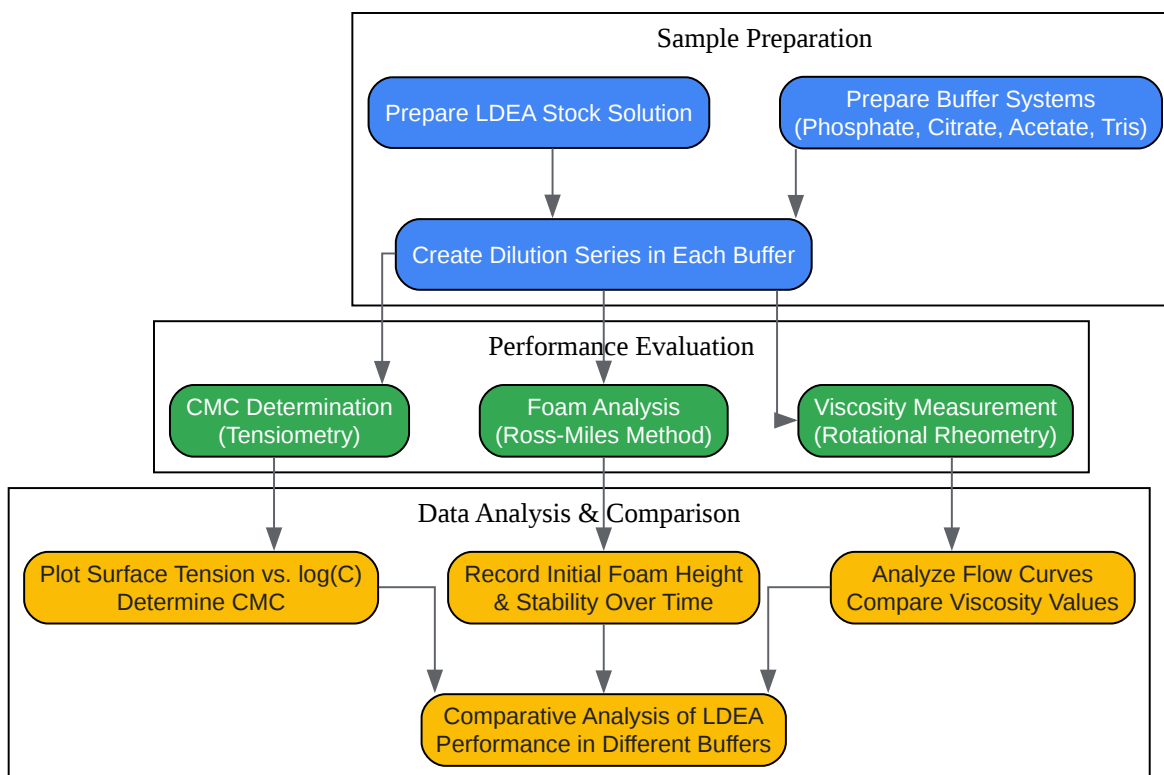 Sample Preparation
Prepare LDEA Stock Solution
Prepare Buffer Systems
(Phosphate, Citrate, Acetate, Tris)
Create Dilution Series in Each Buffer
Performance Evaluation
CMC Determination
(Tensiometry)
Foam Analysis
(Ross-Miles Method)
Viscosity Measurement
(Rotational Rheometry)
Data Analysis & Comparison
Plot Surface Tension vs. log(C)
Determine CMC
Record Initial Foam Height
& Stability Over Time
Analyze Flow Curves
Compare Viscosity Values
Comparative Analysis of LDEA
Performance in Different Buffers